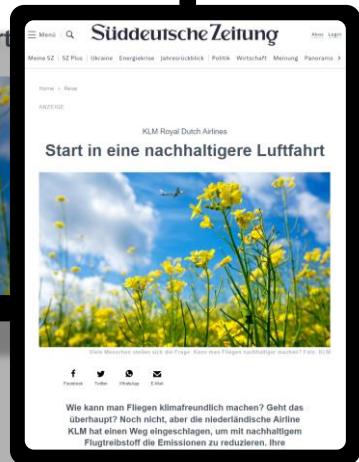 Menü
Süddeutsche Zeitung
Abos Login
Meine SZ SZ Plus Ukraine Energiekrise Jahresrückblick Politik Wirtschaft Meinung Panorama
Home > Reise
ANZEIGE
KLM Royal Dutch Airlines
Start in eine nachhaltigere Luftfahrt
Viele Menschen stellen sich die Frage: Kann man Fliegen nachhaltiger machen? Foto: KLM
Facebook Twitter WhatsApp E-Mail
Wie kann man Fliegen klimafreundlich machen? Geht das
überhaupt? Noch nicht, aber die niederländische Airline
KLM hat einen Weg eingeschlagen, um mit nachhaltigem
Flugtreibstoff die Emissionen zu reduzieren. Ihre